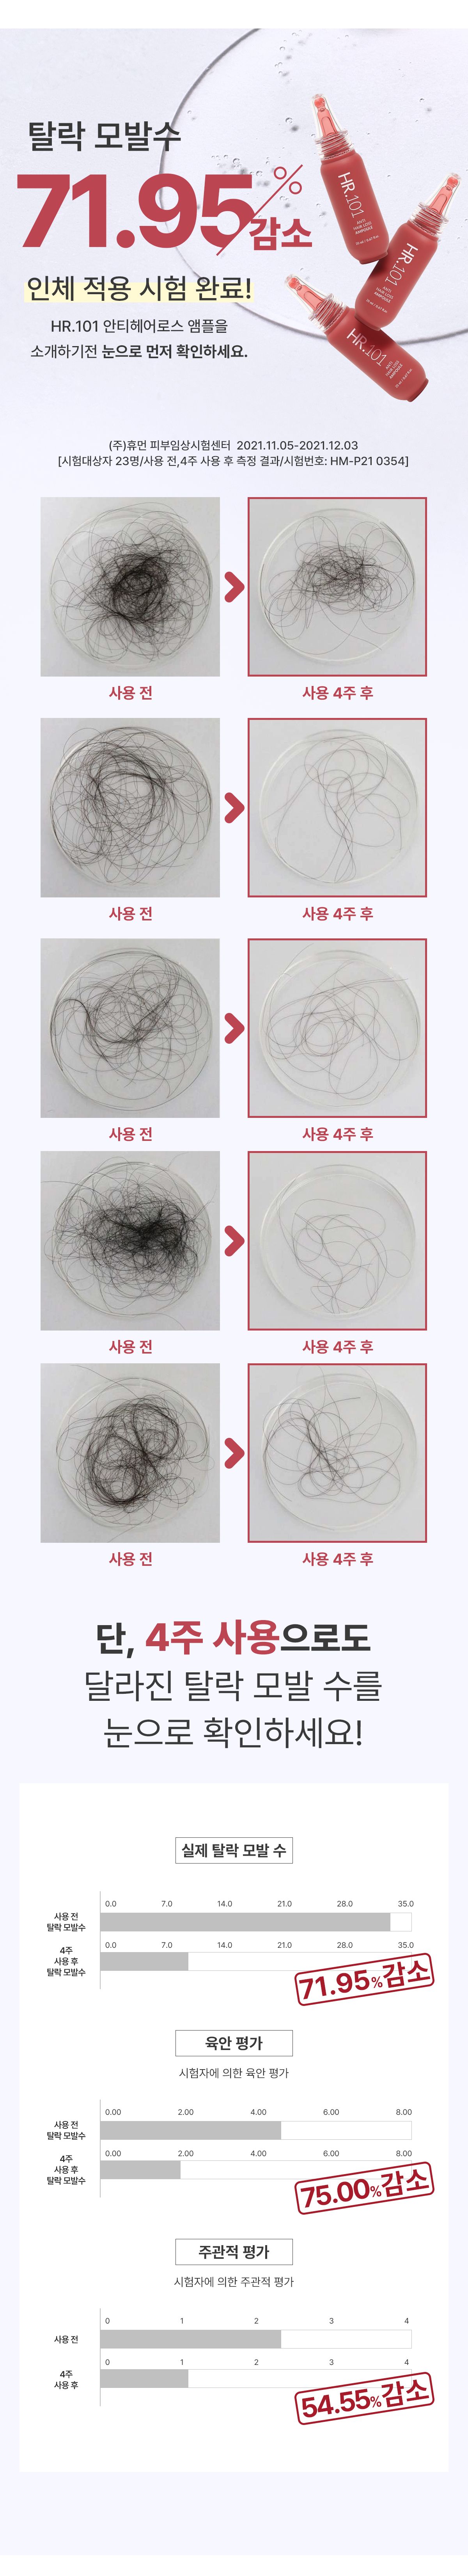 탈락 모발수
71.95%감소
인체 적용 시험 완료!
HR.101 안티헤어로스 앰플을
소개하기전 눈으로 먼저 확인하세요.
HR.101
ANTI
HAIR LOSS
AMPOULE
HR.101
ANTI
HAIR LOSS
AMPOULE
HR.101
ANTI
HAIR LOSS
AMPOULE
(주)휴먼 피부임상시험센터 2021.11.05-2021.12.03
[시험대상자 23명/사용 전,4주 사용 후 측정 결과/시험번호: HM-P21 0354]
사용 전
사용 4주 후
사용 전
사용 4주 후
사용 전
사용 4주 후
사용 전
사용 4주 후
사용 전
사용 4주 후
단, 4주 사용으로도
달라진 탈락 모발 수를
눈으로 확인하세요!
실제 탈락 모발 수
0.0 7.0 14.0 21.0 28.0 35.0
사용 전
탈락 모발수
0.0 7.0 14.0 21.0 28.0 35.0
4주
사용 후
탈락 모발수
71.95%감소
육안 평가
시험자에 의한 육안 평가
0.00 2.00 4.00 6.00 8.00
사용 전
탈락 모발수
0.00 2.00 4.00 6.00 8.00
4주
사용 후
탈락 모발수
75.00%감소
주관적 평가
시험자에 의한 주관적 평가
0 1 2 3 4
사용 전
0 1 2 3 4
4주
사용 후
54.55%감소